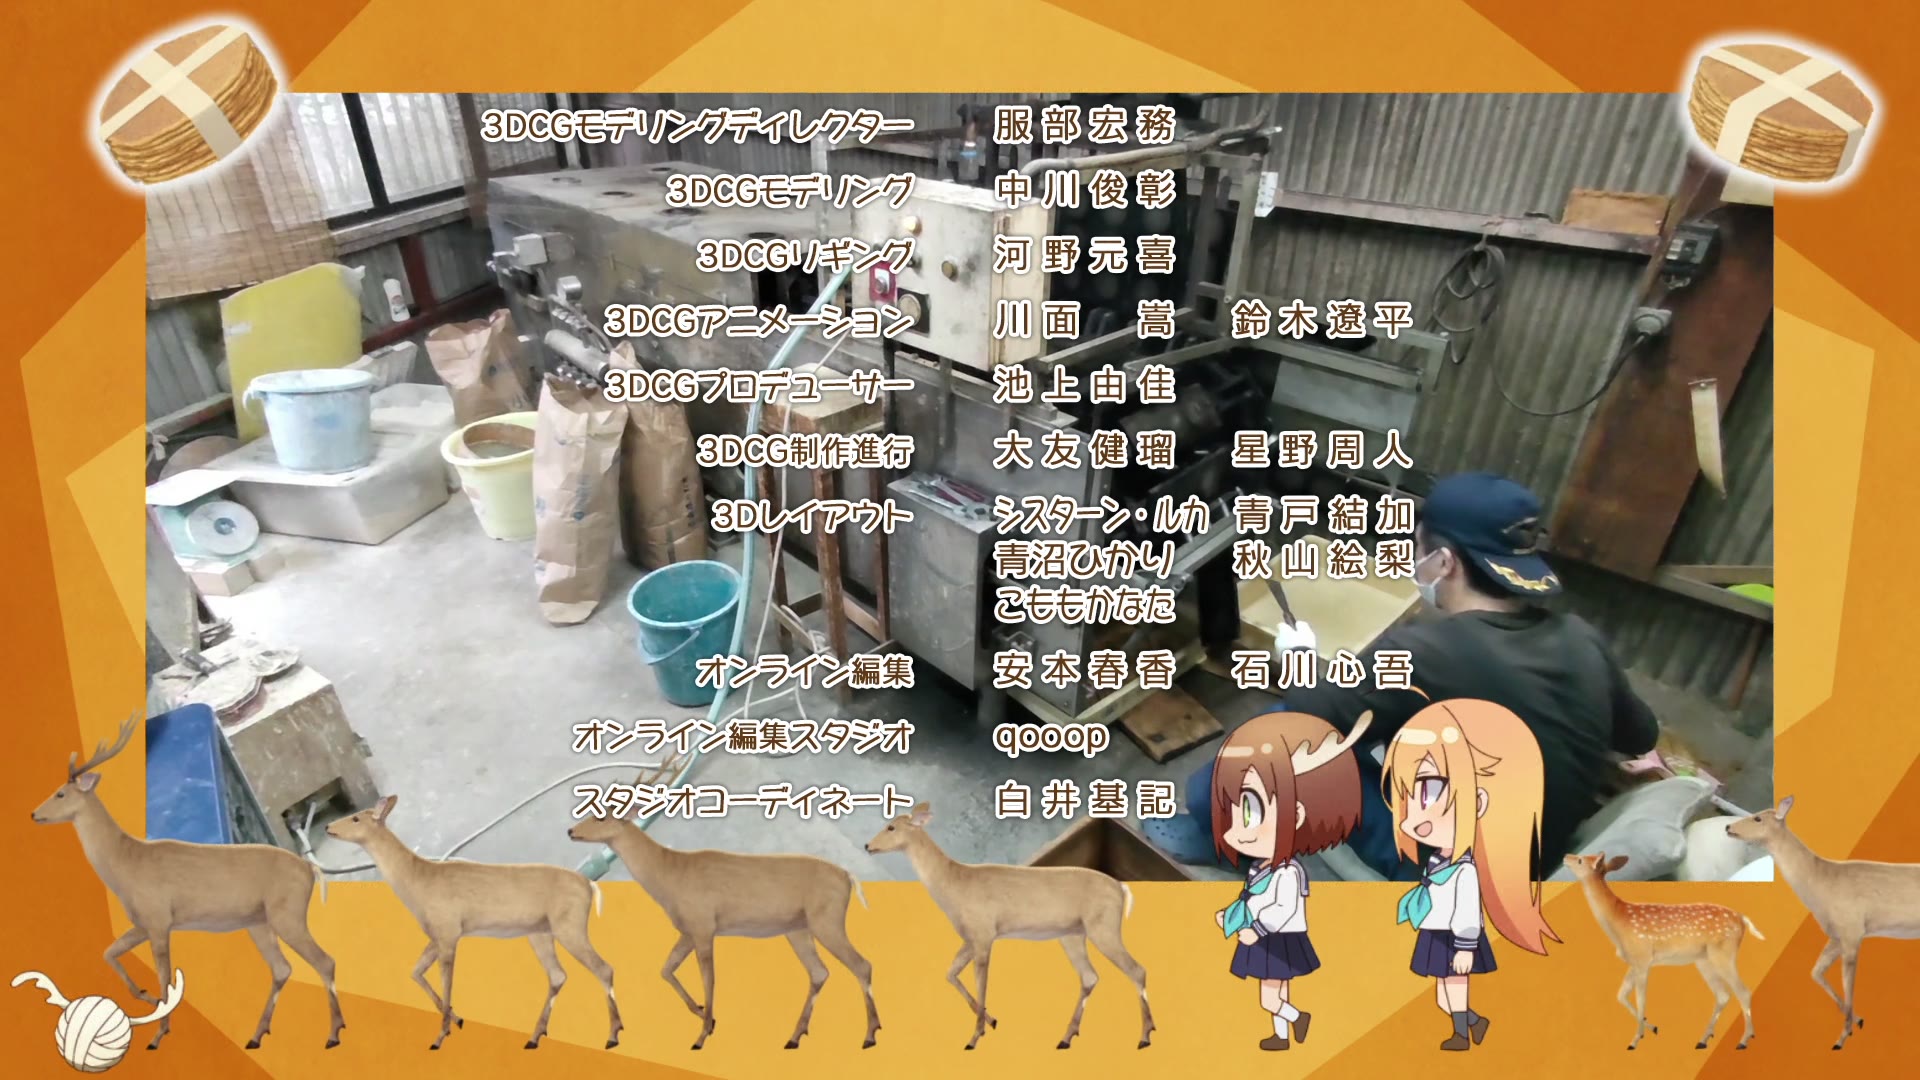 3DCGモデリングディレクター 服部宏務
3DCGモデリング 中川俊彰
3DCGリギング 河野元喜
3DCGアニメーション 川面 嵩 鈴木遼平
3DCGプロデューサー 池上由佳
3DCG制作進行 大友健瑠 星野周人
3Dレイアウト シスターン・ルカ 青戸結加
青沼ひかり 秋山絵梨
こももかなた
オンライン編集 安本春香 石川心吾
オンライン編集スタジオ qooop
スタジオコーディネート 白井基記